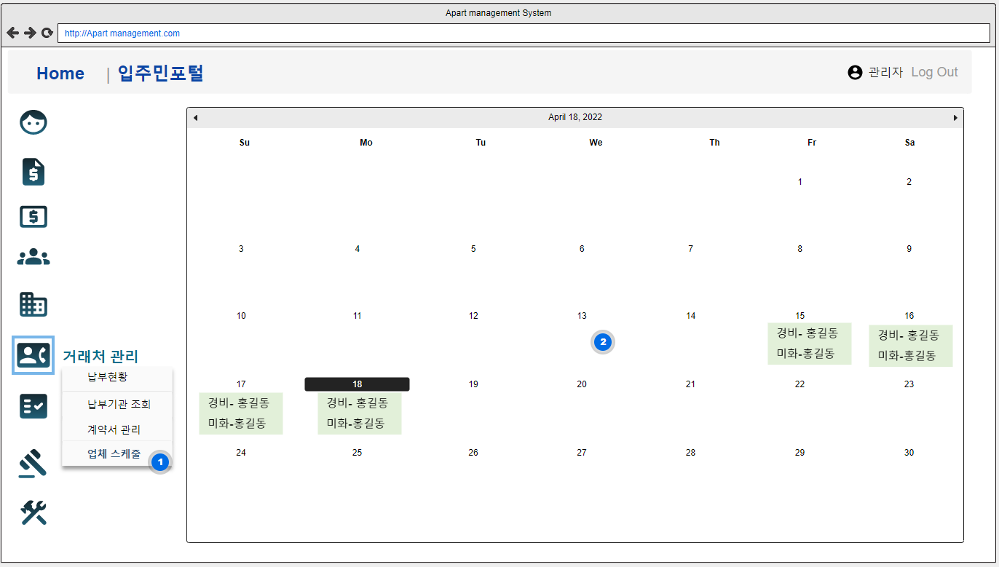 Apart management System
http://Apart management.com
Home | 입주민포털
관리자 Log Out
April 18, 2022
Su Mo Tu We Th Fr Sa
1 2
3 4 5 6 7 8 9
10 11 12 13 14 15 16
2
경비- 홍길동 경비- 홍길동
미화-홍길동 미화-홍길동
거래처 관리
납부현황
납부기관 조회
계약서 관리
업체 스케줄
1
17 18 19 20 21 22 23
경비- 홍길동 경비- 홍길동
미화-홍길동 미화-홍길동
24 25 26 27 28 29 30